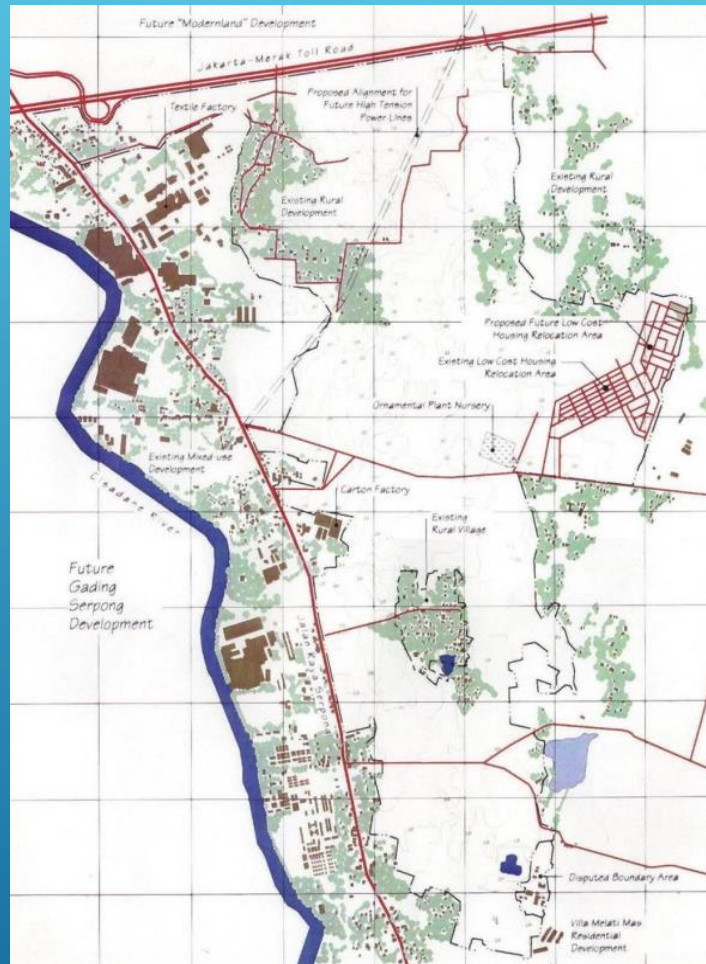 Future "Modernland" Development
Jakarta-Merak Toll Road
Textile Factory
Proposed Alignment for
Future High Tension
Power Lines
Existing Rural
Development
Existing Rural
Development
Proposed Future Low Cost
Housing Relocation Area
Existing Low Cost Housing
Relocation Area
Ornamental Plant Nursery
Existing Mixed-use
Development
Cisadane River
Carton Factory
Existing
Rural Village
Future
Gading
Serpong
Development
Jalan Raya Serpong
Disputed Boundary Area
Villa Melati Mas
Residential
Development